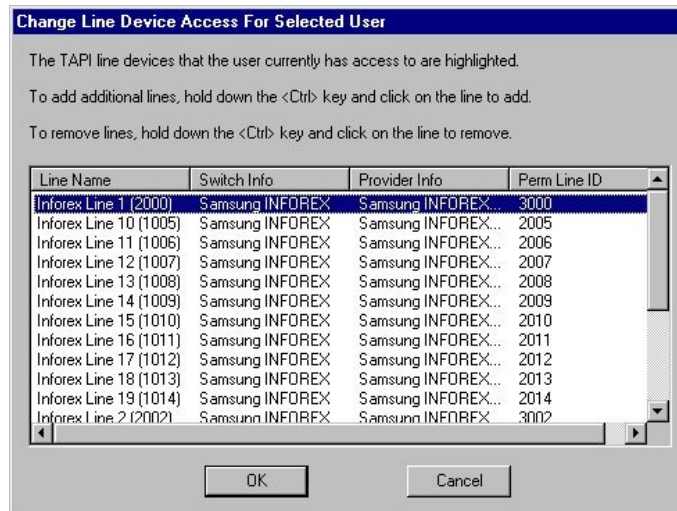 Change Line Device Access For Selected User
The TAPI line devices that the user currently has access to are highlighted.
To add additional lines, hold down the <Ctrl> key and click on the line to add.
To remove lines, hold down the <Ctrl> key and click on the line to remove.
Line Name Switch Info Provider Info Perm Line ID
Inforex Line 1 (2000) Samsung INFOREX Samsung INFOREX... 3000
Inforex Line 10 (1005) Samsung INFOREX Samsung INFOREX... 2005
Inforex Line 11 (1006) Samsung INFOREX Samsung INFOREX... 2006
Inforex Line 12 (1007) Samsung INFOREX Samsung INFOREX... 2007
Inforex Line 13 (1008) Samsung INFOREX Samsung INFOREX... 2008
Inforex Line 14 (1009) Samsung INFOREX Samsung INFOREX... 2009
Inforex Line 15 (1010) Samsung INFOREX Samsung INFOREX... 2010
Inforex Line 16 (1011) Samsung INFOREX Samsung INFOREX... 2011
Inforex Line 17 (1012) Samsung INFOREX Samsung INFOREX... 2012
Inforex Line 18 (1013) Samsung INFOREX Samsung INFOREX... 2013
Inforex Line 19 (1014) Samsung INFOREX Samsung INFOREX... 2014
Inforex Line 2 (2002) Samsung INFOREX Samsung INFOREX... 3002
OK Cancel